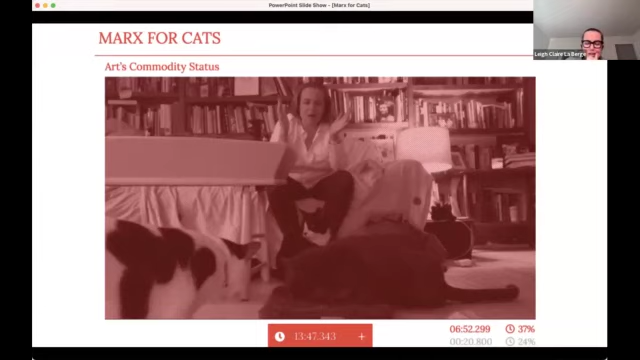 PowerPoint Slide Show - [Marx for Cats]
Leigh Claire La Berge
MARX FOR CATS
Art's Commodity Status
13:47.343 +
06:52.299 37%
00:20.800 24%